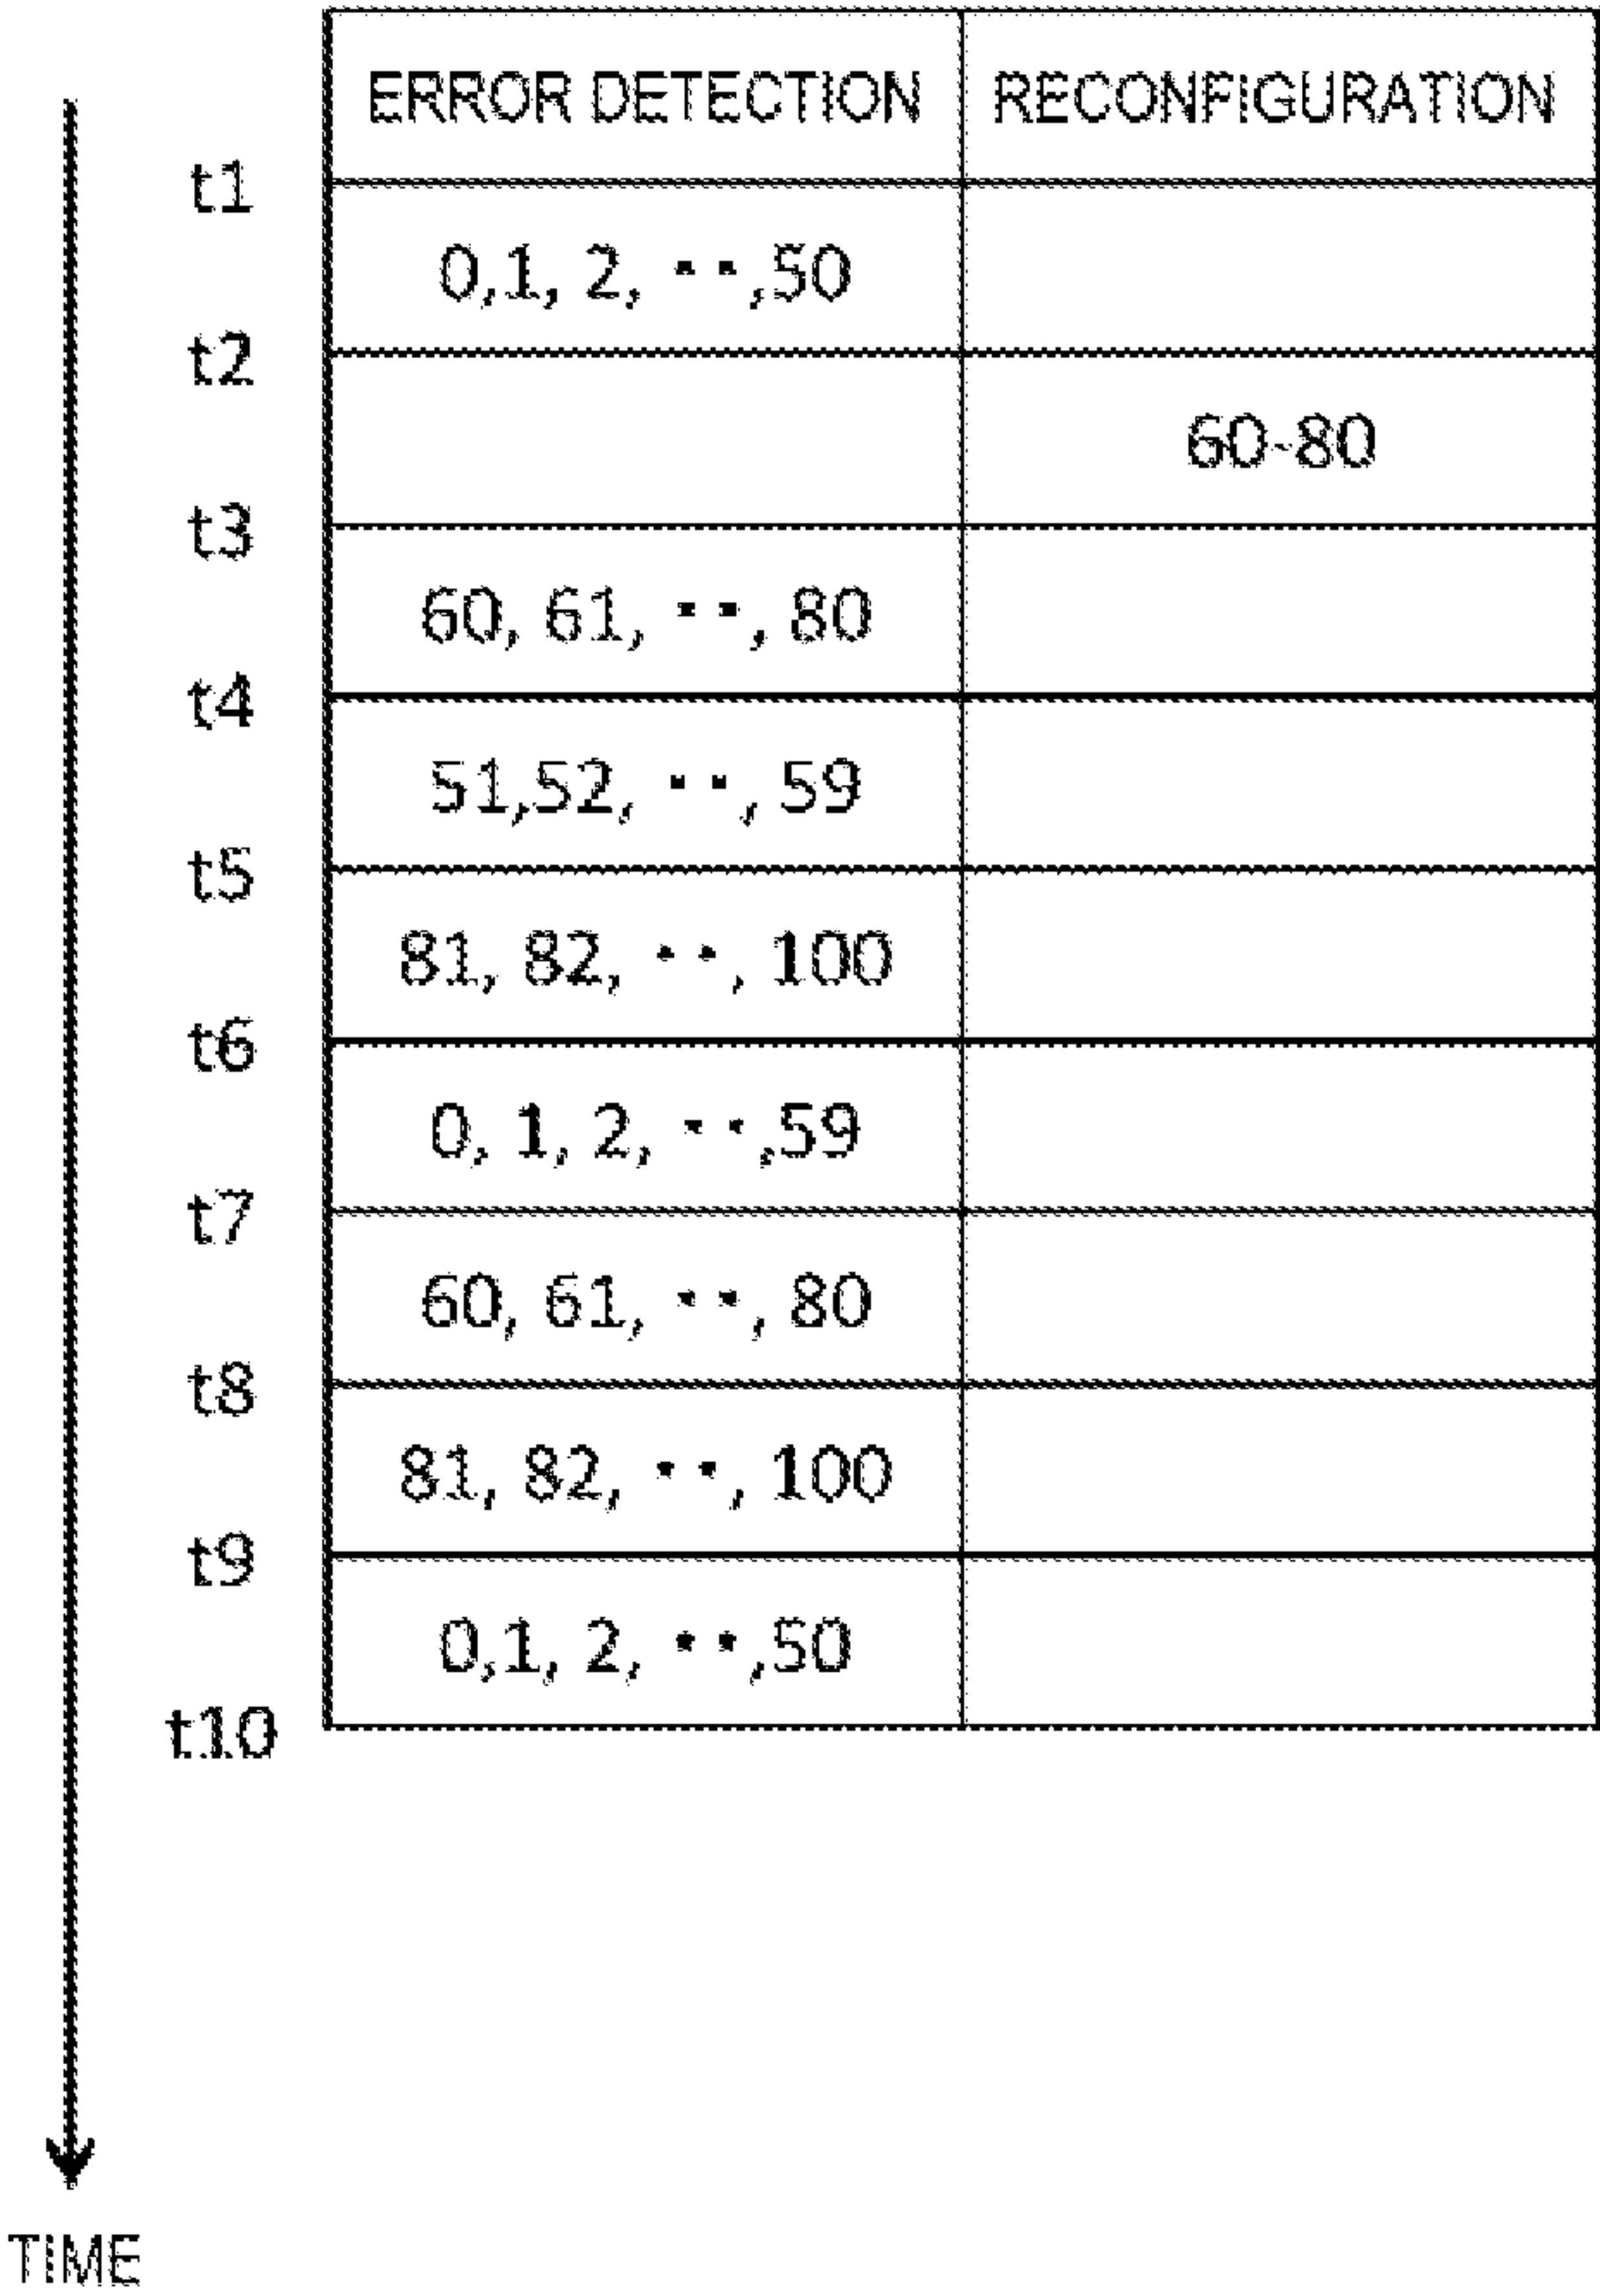 ERROR DETECTION RECONFIGURATION
t1
0,1, 2, ··,50
t2
60-80
t3
60, 61, ··, 80
t4
51,52, ··, 59
t5
81, 82, ··, 100
t6
0, 1, 2, ··,59
t7
60, 61, ··, 80
t8
81, 82, ··, 100
t9
0,1, 2, ··,50
t10
TIME